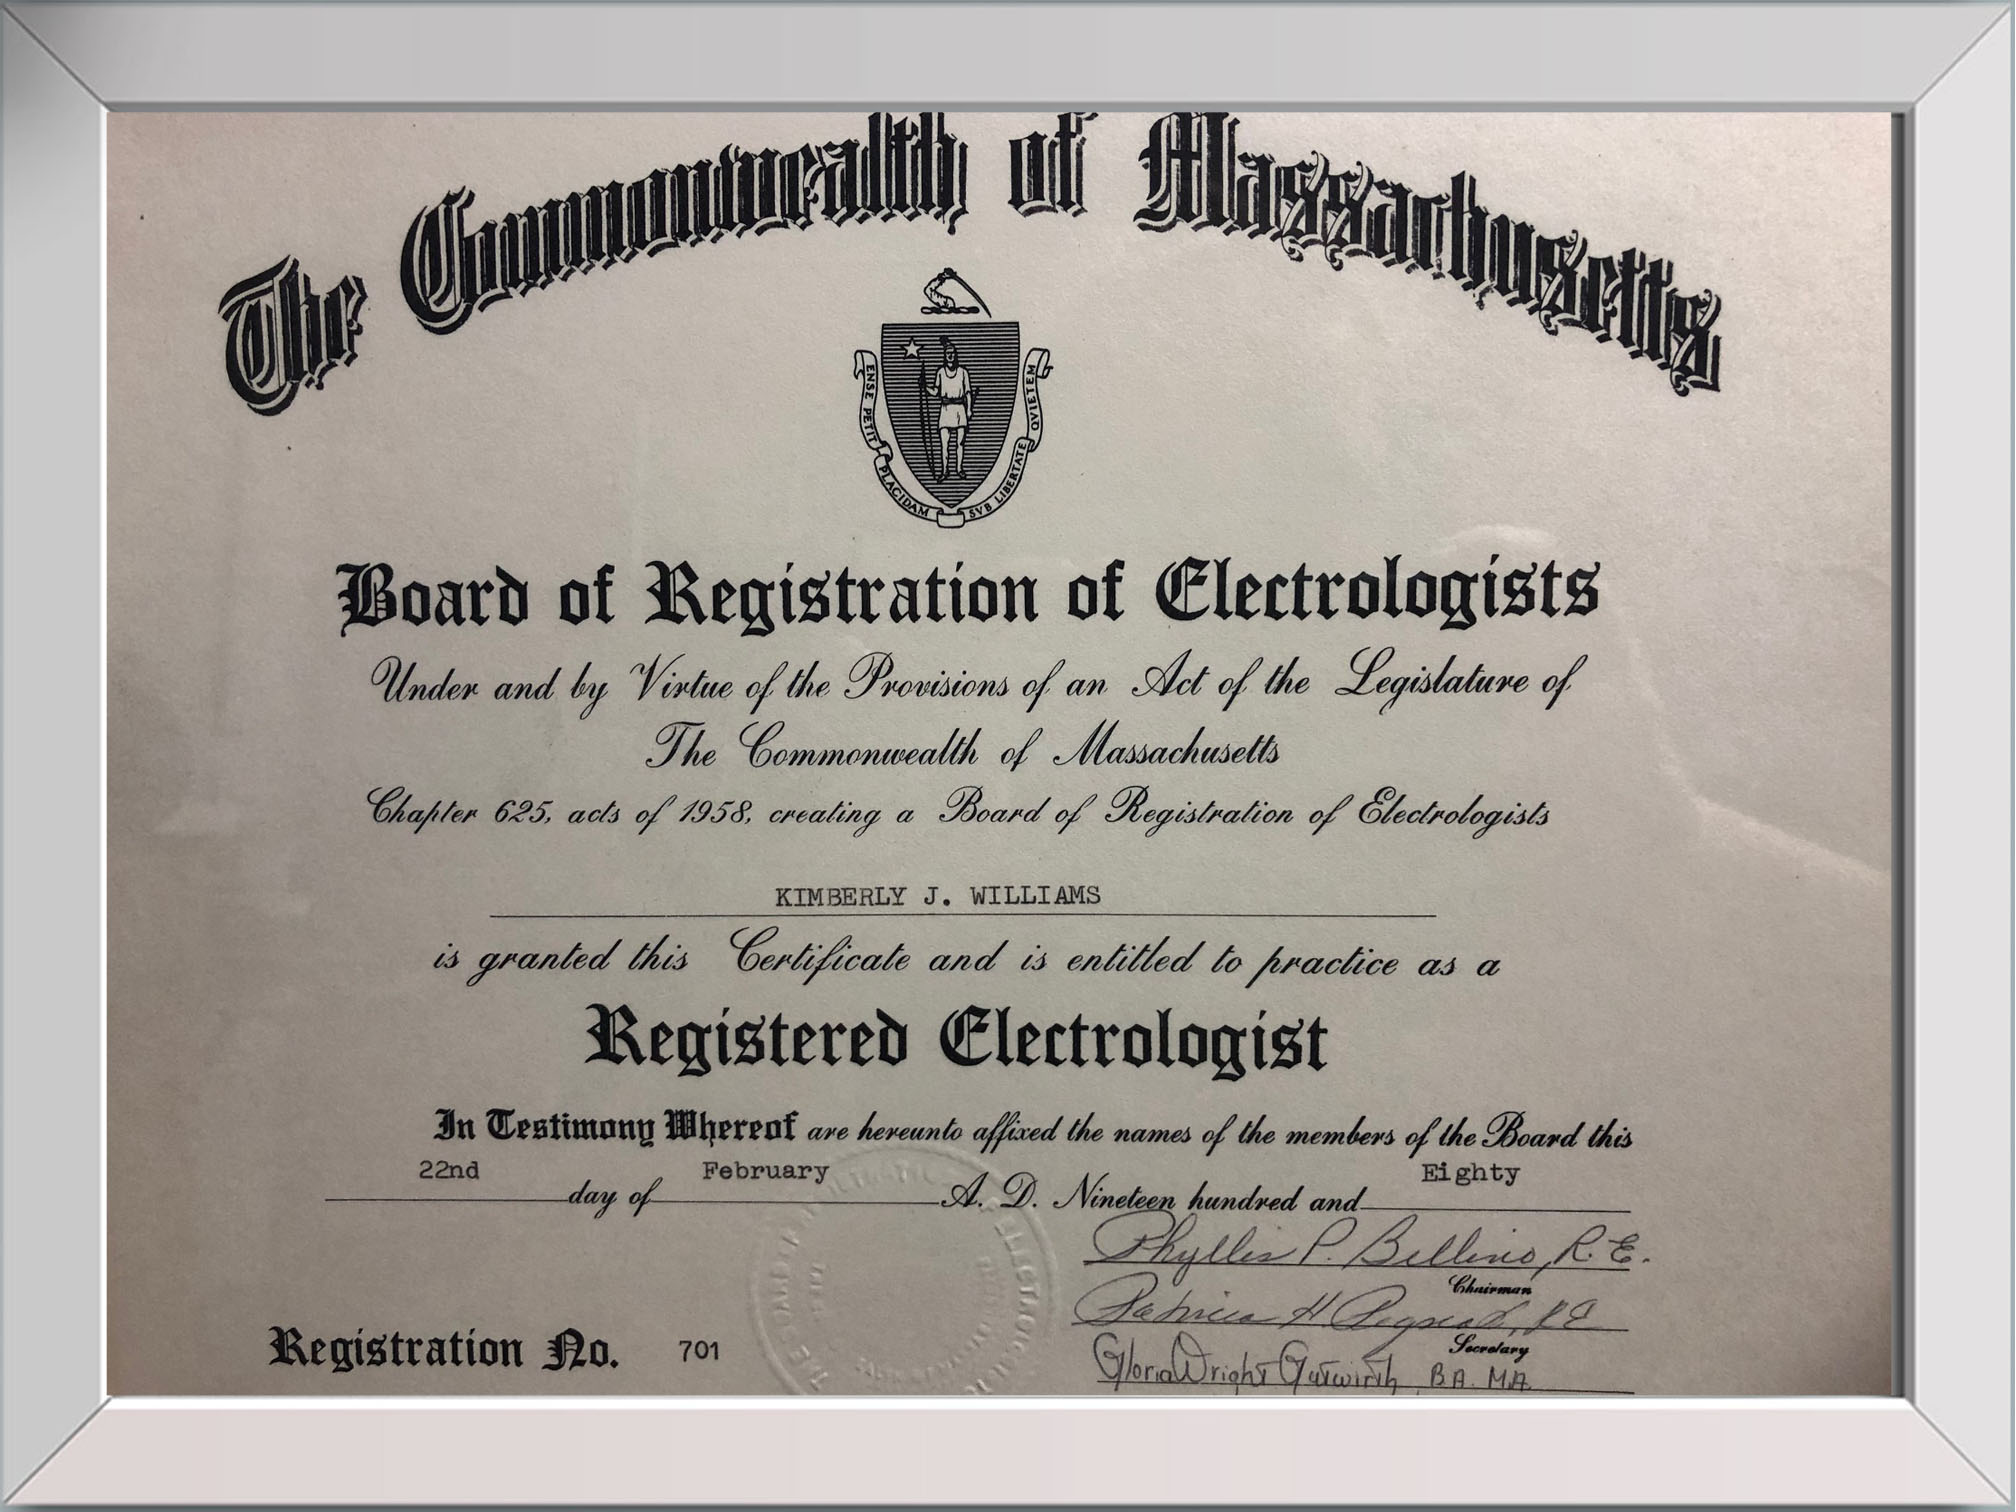 The Commonwealth of Massachusetts
ENSE PETIT PLACIDAM SVB LIBERTATE QVIETEM
Board of Registration of Electrologists
Under and by Virtue of the Provisions of an Act of the Legislature of
The Commonwealth of Massachusetts
Chapter 625, acts of 1958, creating a Board of Registration of Electrologists
KIMBERLY J. WILLIAMS
is granted this Certificate and is entitled to practice as a
Registered Electrologist
In Testimony Whereof are hereunto affixed the names of the members of the Board this
22nd day of February A. D. Nineteen hundred and Eighty
Phyllis P. Bellino, R.E.
Chairman
Patricia H
Secretary
Registration No. 701
Gloria Wright Gutwirth, BA. MA.